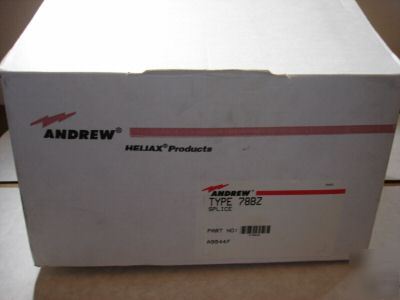 ANDREW®
HELIAX® Products
ANDREW®
TYPE 78BZ
SPLICE
PART NO: